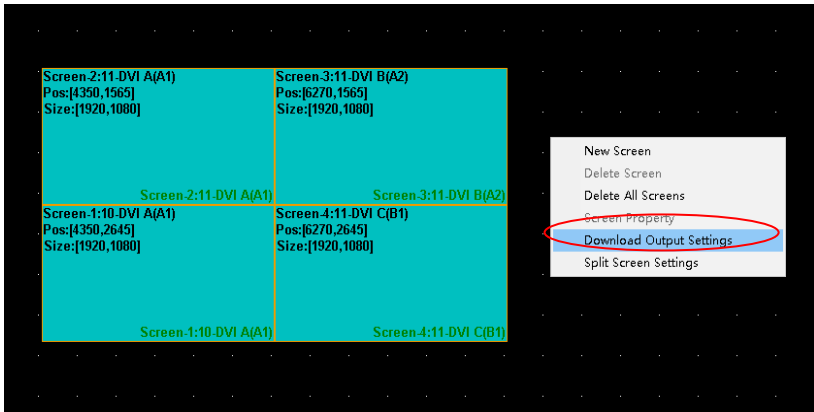 Screen-2:11-DVI A(A1)
Pos:[4350,1565]
Size:[1920,1080]
Screen-2:11-DVI A(A1)
Screen-3:11-DVI B(A2)
Pos:[6270,1565]
Size:[1920,1080]
Screen-3:11-DVI B(A2)
Screen-1:10-DVI A(A1)
Pos:[4350,2645]
Size:[1920,1080]
Screen-1:10-DVI A(A1)
Screen-4:11-DVI C(B1)
Pos:[6270,2645]
Size:[1920,1080]
Screen-4:11-DVI C(B1)
New Screen
Delete Screen
Delete All Screens
Screen Property
Download Output Settings
Split Screen Settings